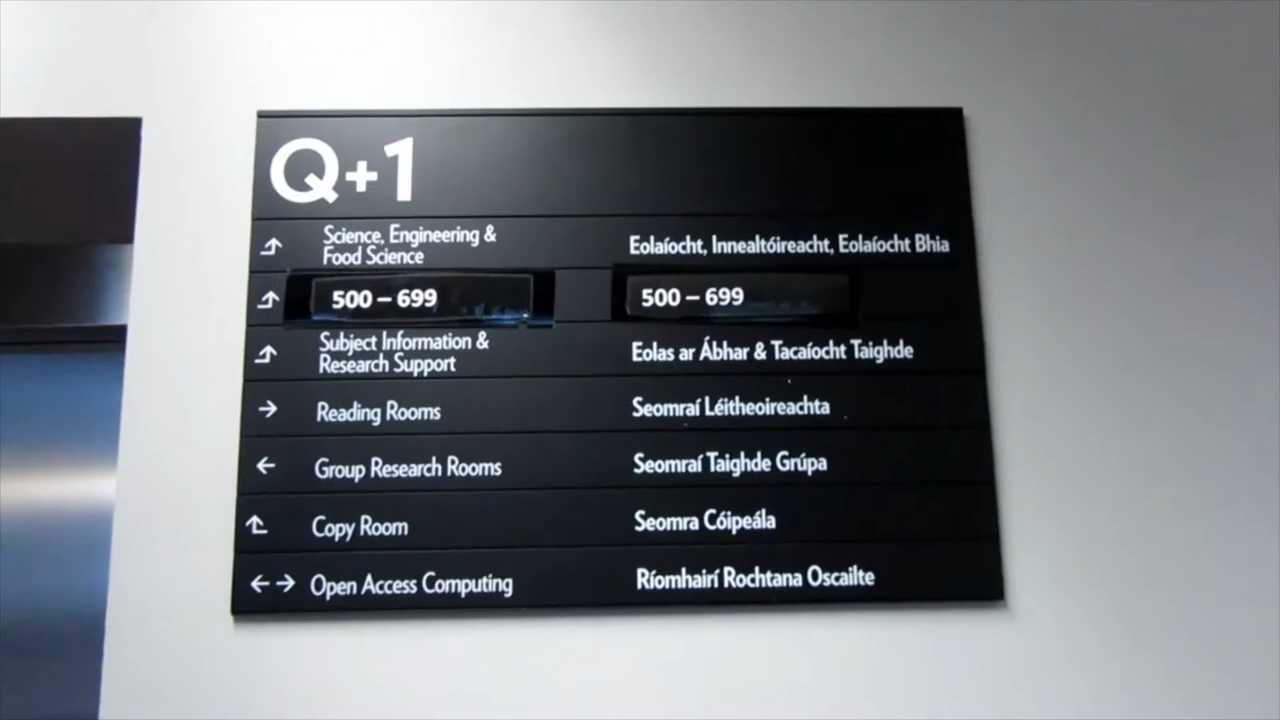 Q+1
Science, Engineering &
Food Science
Eolaíocht, Innealtóireacht, Eolaíocht Bhia
500 – 699
500 – 699
Subject Information &
Research Support
Eolas ar Ábhar & Tacaíocht Taighde
Reading Rooms
Seomraí Léitheoireachta
Group Research Rooms
Seomraí Taighde Grúpa
Copy Room
Seomra Cóipeála
Open Access Computing
Ríomhairí Rochtana Oscailte